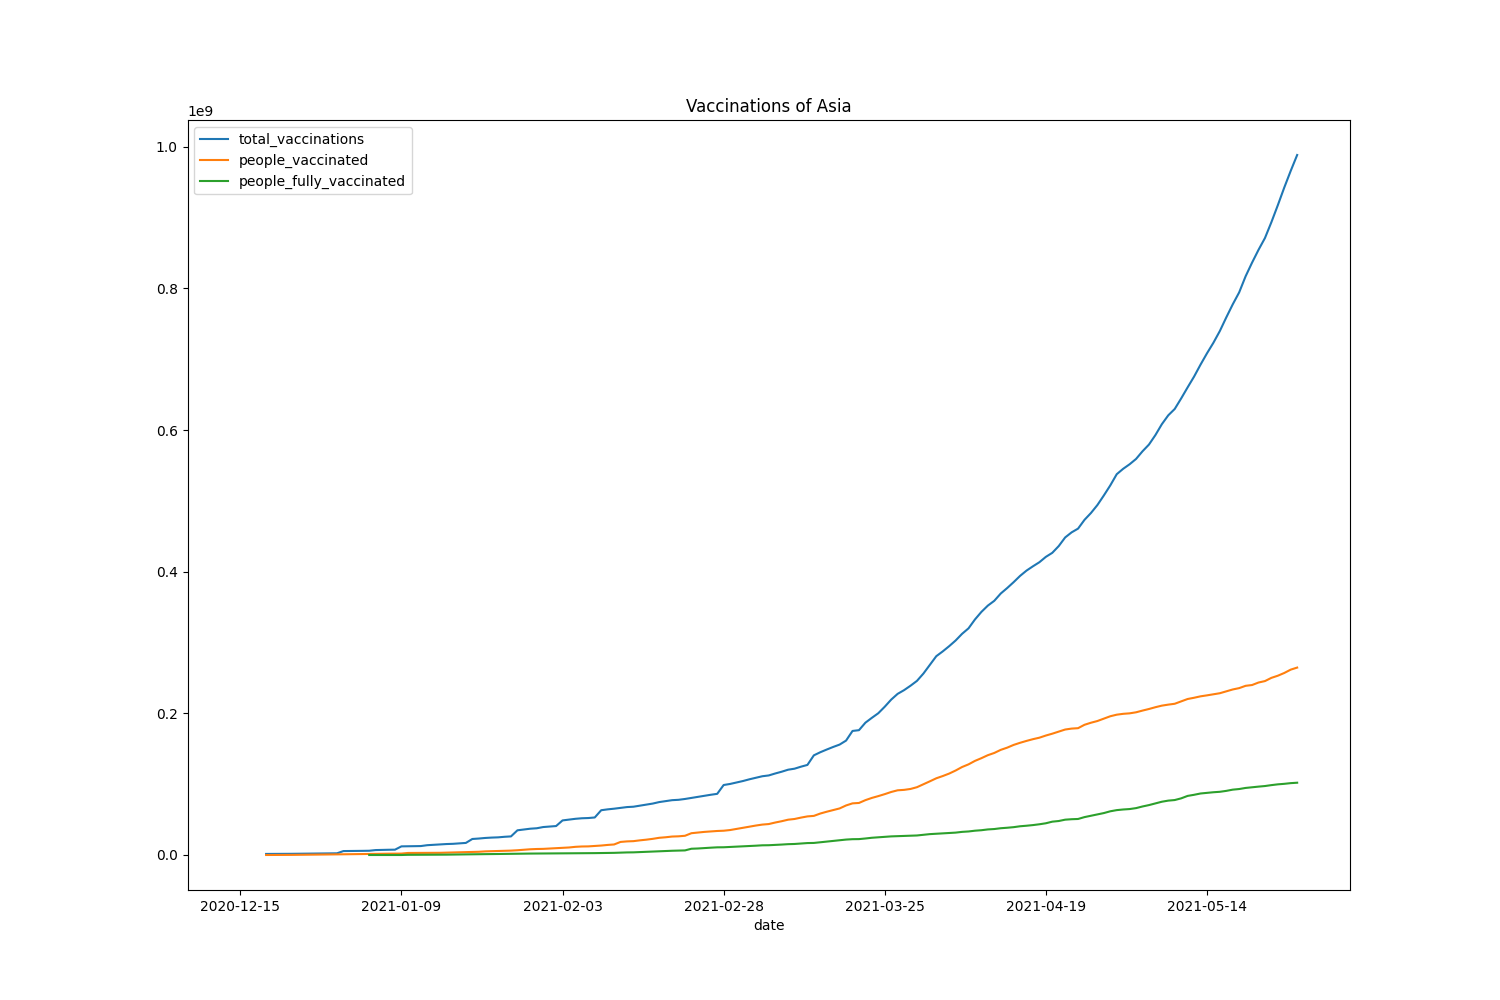 Vaccinations of Asia
1e9
total_vaccinations
people_vaccinated
people_fully_vaccinated
1.0
0.8
0.6
0.4
0.2
0.0
2020-12-15 2021-01-09 2021-02-03 2021-02-28 2021-03-25 2021-04-19 2021-05-14
date